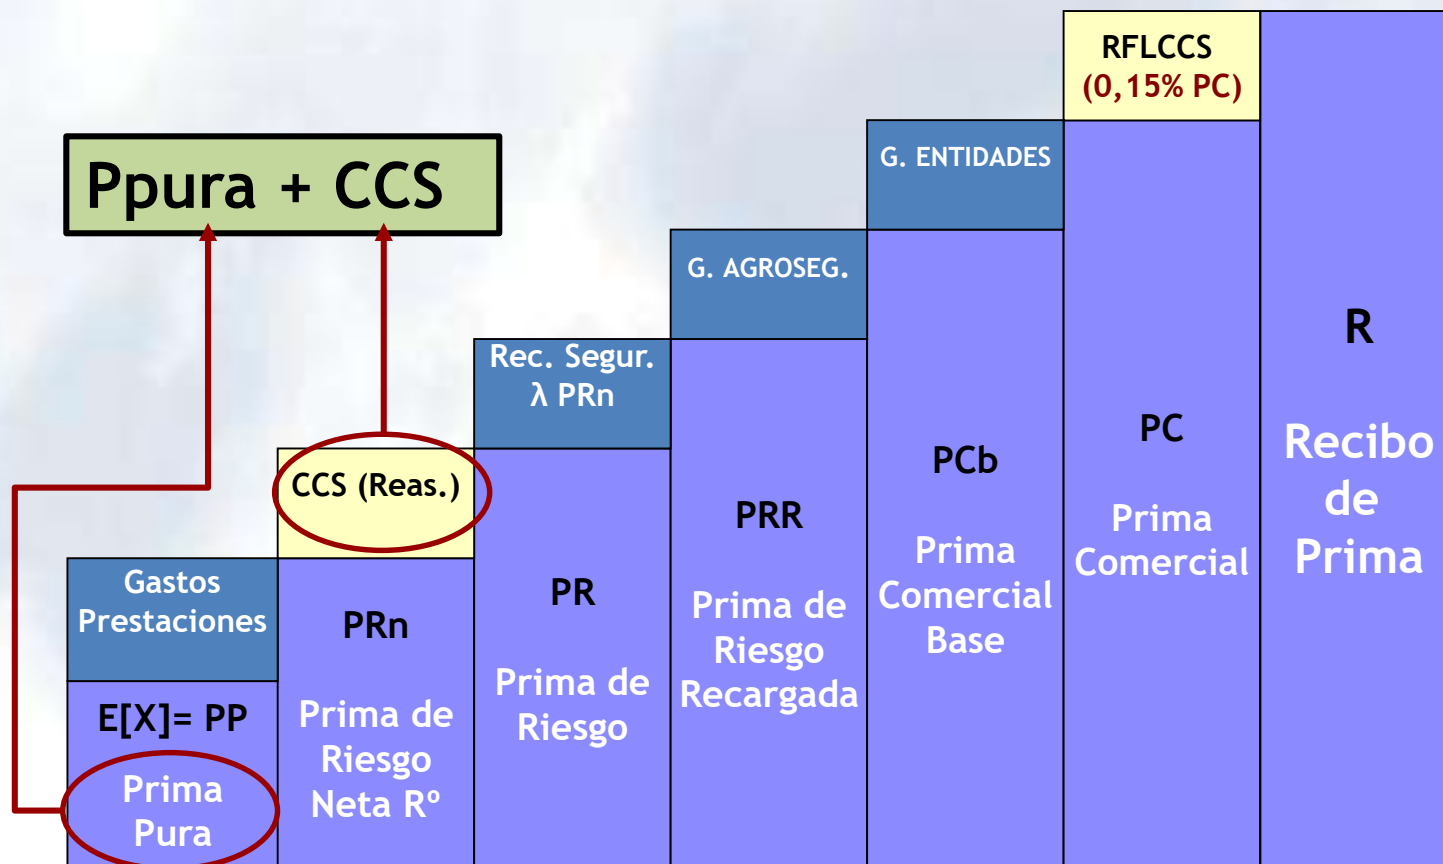 Ppura + CCS
Gastos
Prestaciones
E[X]= PP
Prima
Pura
CCS (Reas.)
PRn
Prima de
Riesgo
Neta Rº
Rec. Segur.
λ PRn
PR
Prima de
Riesgo
G. AGROSEG.
PRR
Prima de
Riesgo
Recargada
G. ENTIDADES
PCb
Prima
Comercial
Base
RFLCCS
(0,15% PC)
PC
Prima
Comercial
R
Recibo
de
Prima